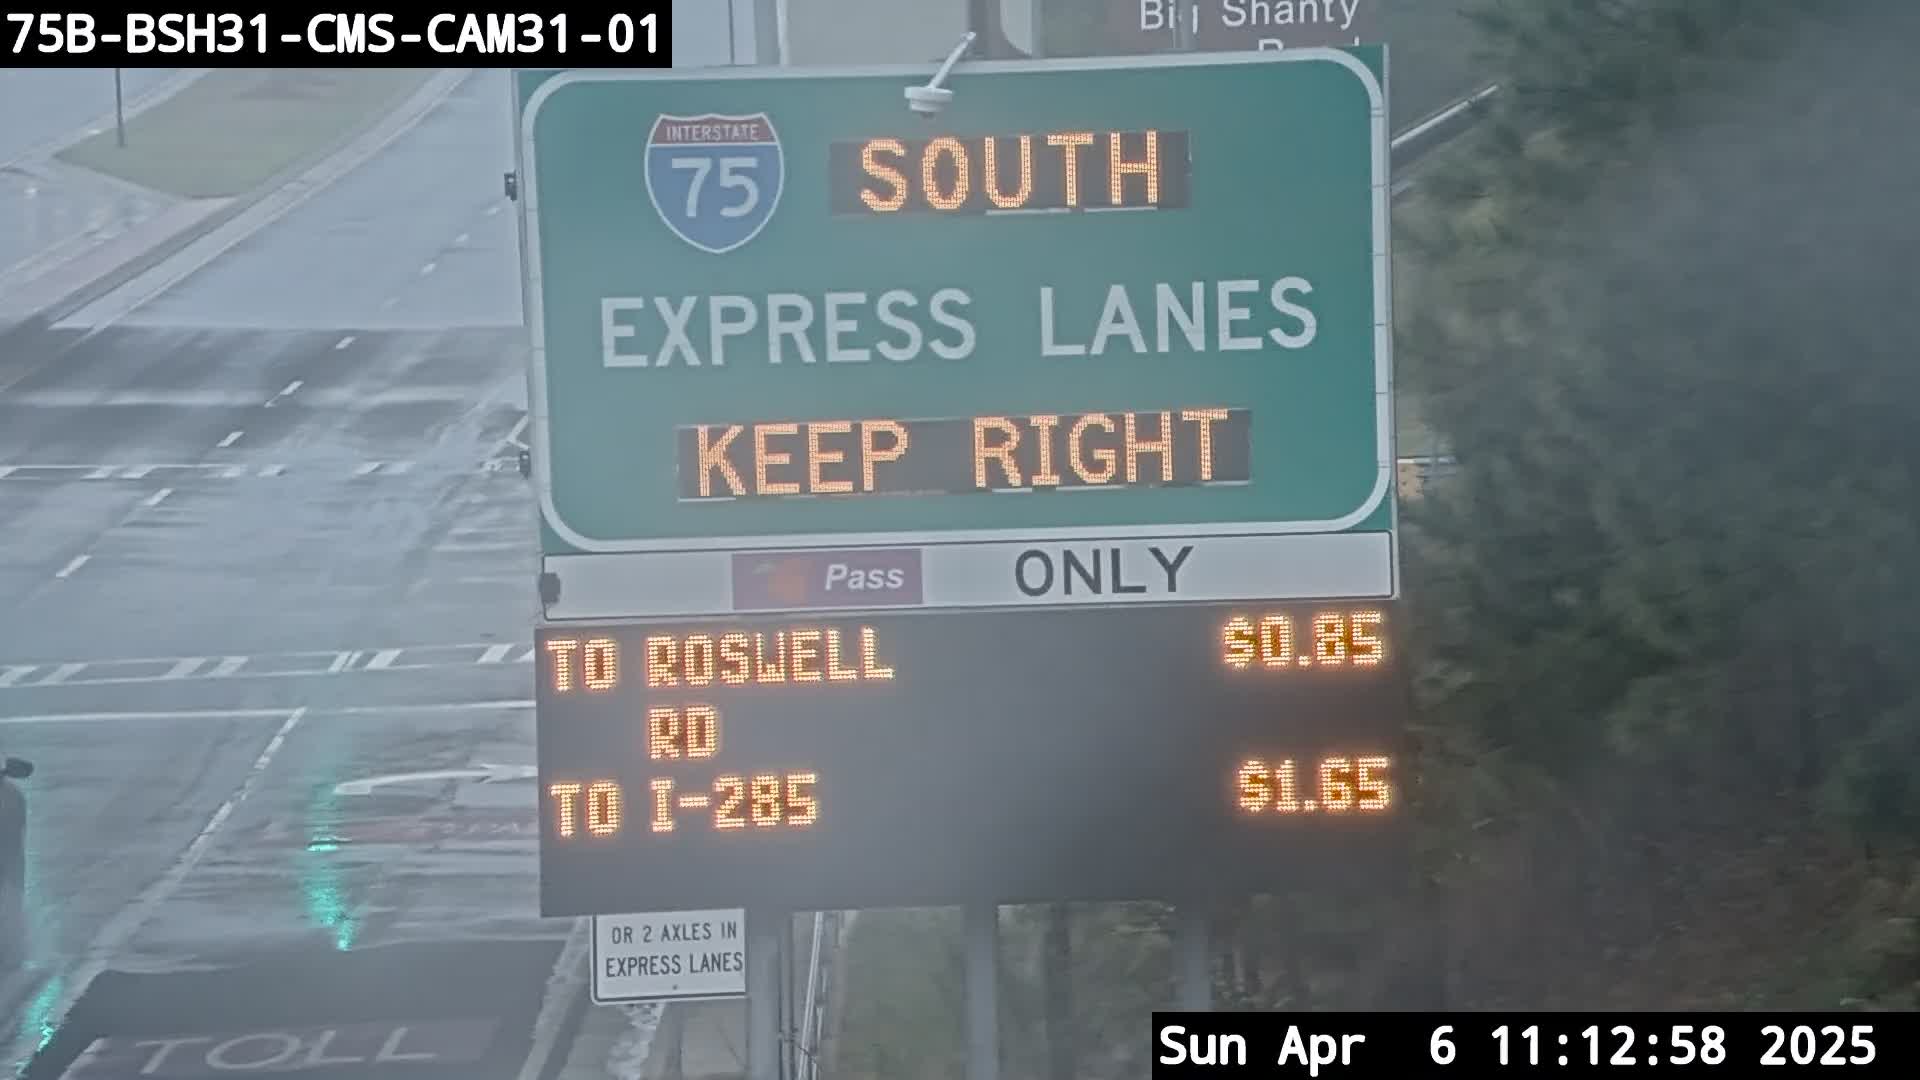 75B-BSH31-CMS-CAM31-01
Big Shanty
INTERSTATE
75
SOUTH
EXPRESS LANES
KEEP RIGHT
Pass
ONLY
TO ROSWELL $0.85
RD
TO I-285 $1.65
OR 2 AXLES IN
EXPRESS LANES
TOLL
Sun Apr 6 11:12:58 2025